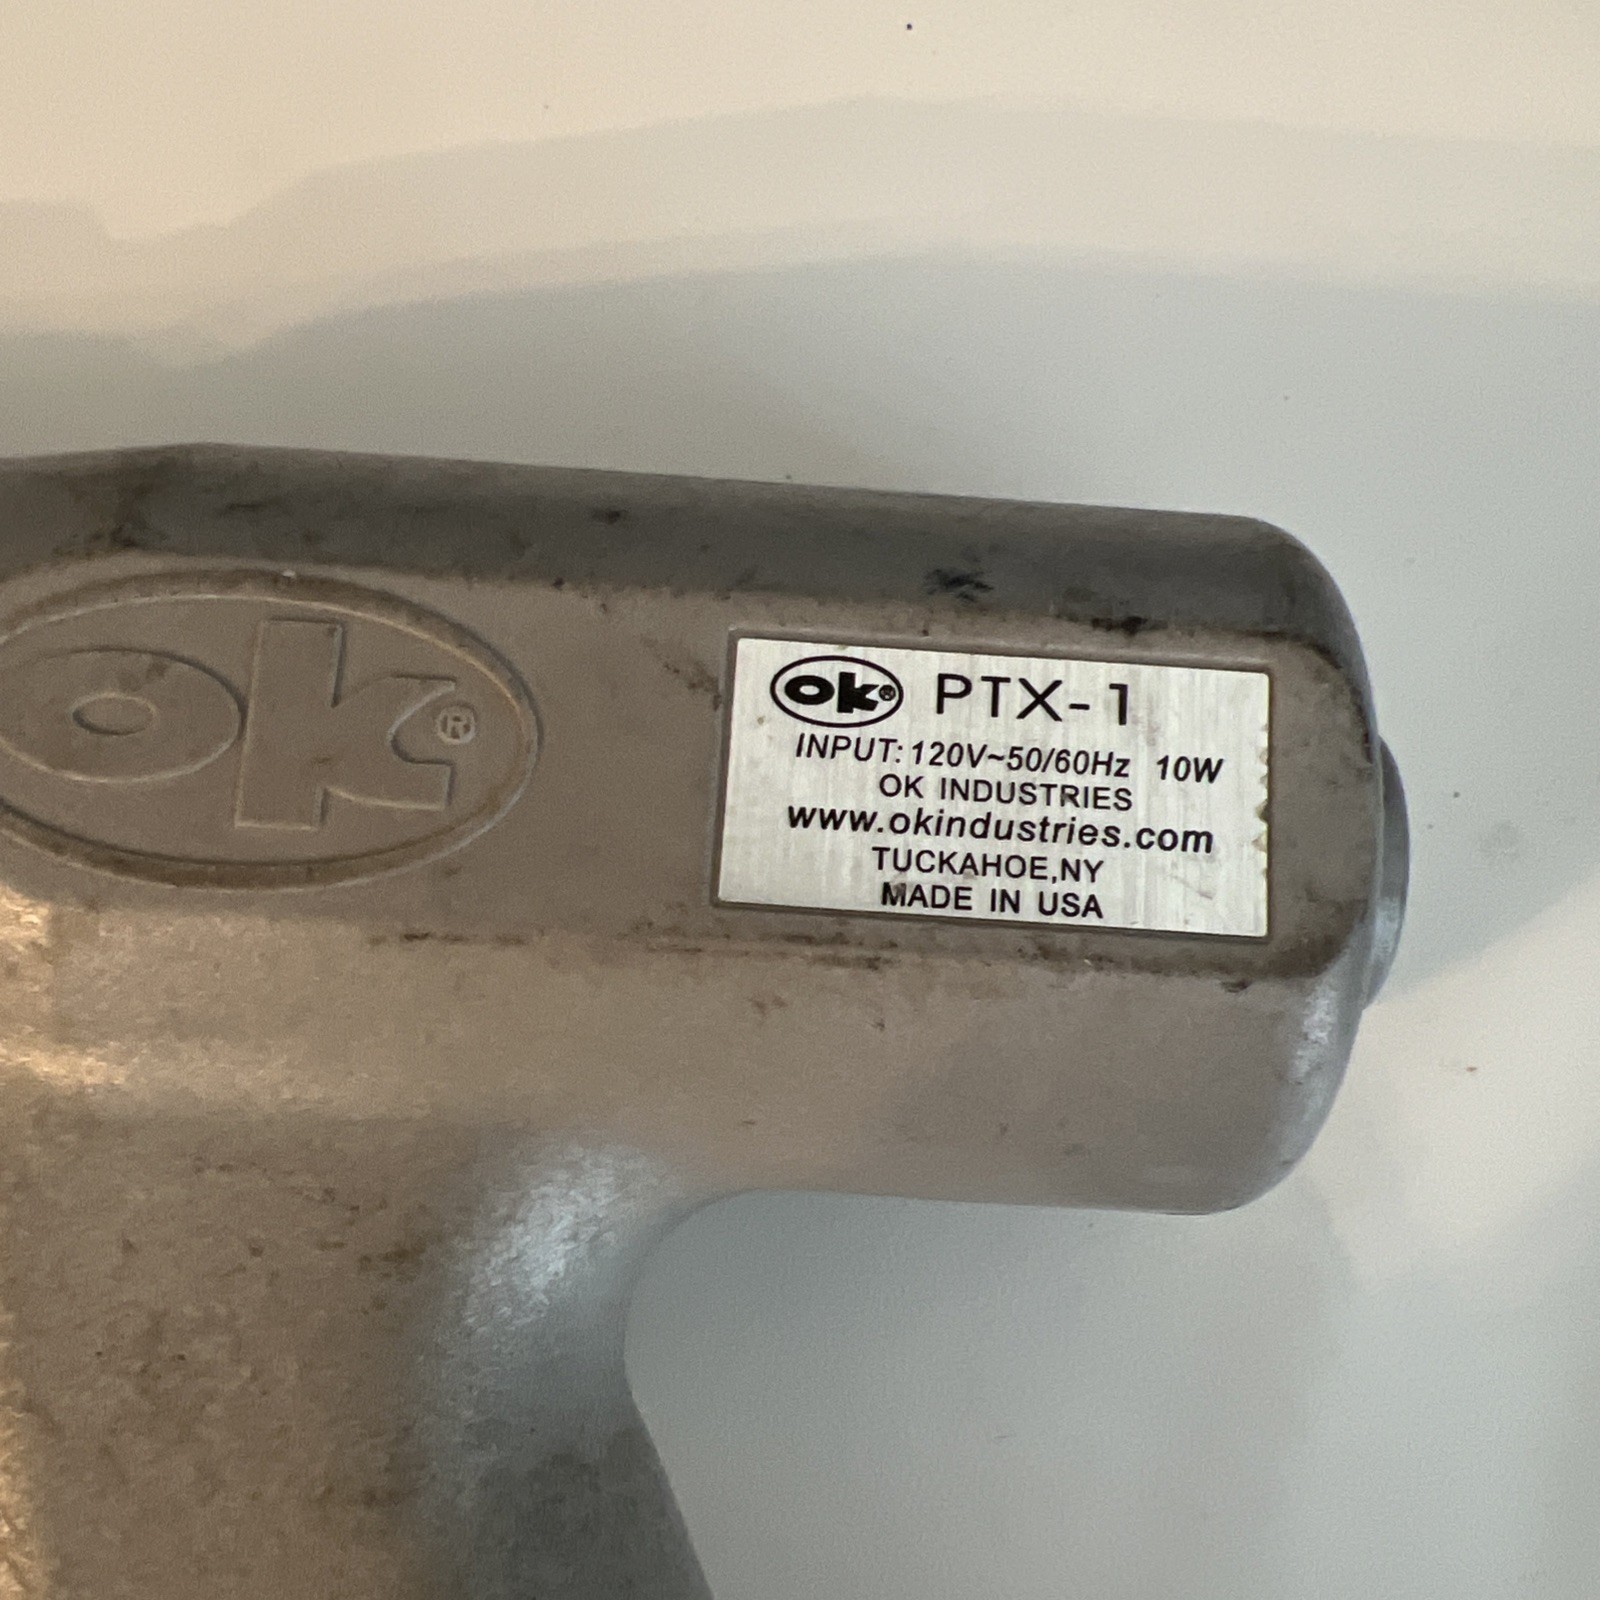 ok®
ok® PTX-1
INPUT: 120V~50/60Hz 10W
OK INDUSTRIES
www.okindustries.com
TUCKAHOE,NY
MADE IN USA